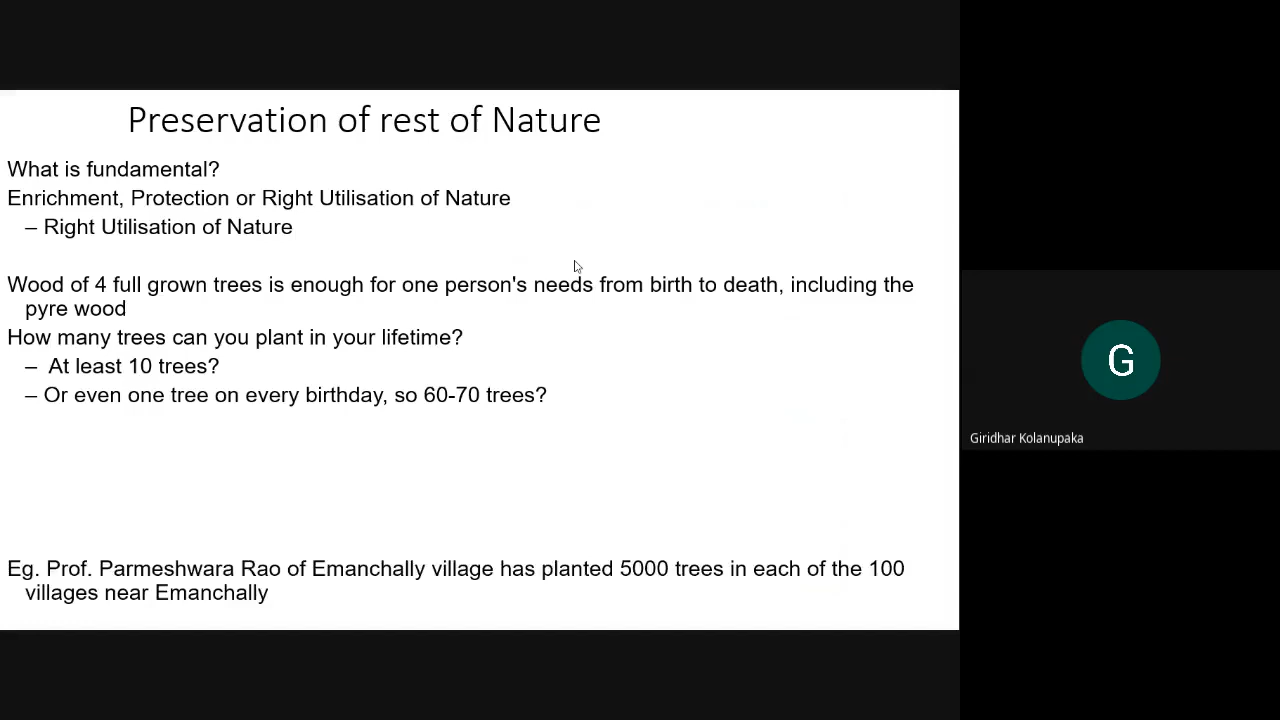 Preservation of rest of Nature
What is fundamental?
Enrichment, Protection or Right Utilisation of Nature
– Right Utilisation of Nature
Wood of 4 full grown trees is enough for one person's needs from birth to death, including the
pyre wood
How many trees can you plant in your lifetime?
– At least 10 trees?
– Or even one tree on every birthday, so 60-70 trees?
Eg. Prof. Parmeshwara Rao of Emanchally village has planted 5000 trees in each of the 100
villages near Emanchally
G
Giridhar Kolanupaka